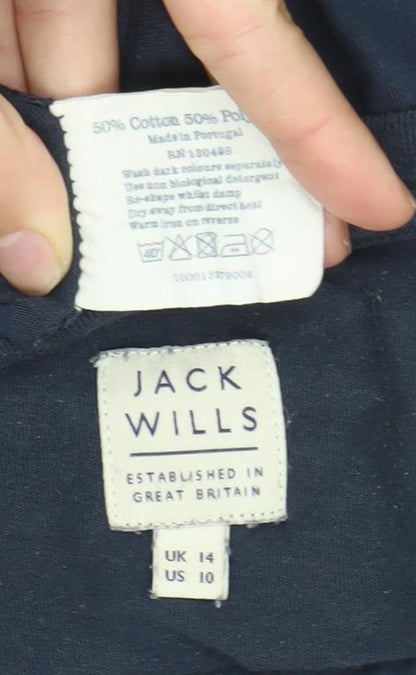 50% Cotton 50%
Made in Portugal
RN 130498
Wash dark colours separately
Use non biological detergent
Re-shape whilst damp
Dry away from direct heat
Warm iron on reverse
40°
JACK
WILLS
ESTABLISHED IN
GREAT BRITAIN
UK 14
US 10